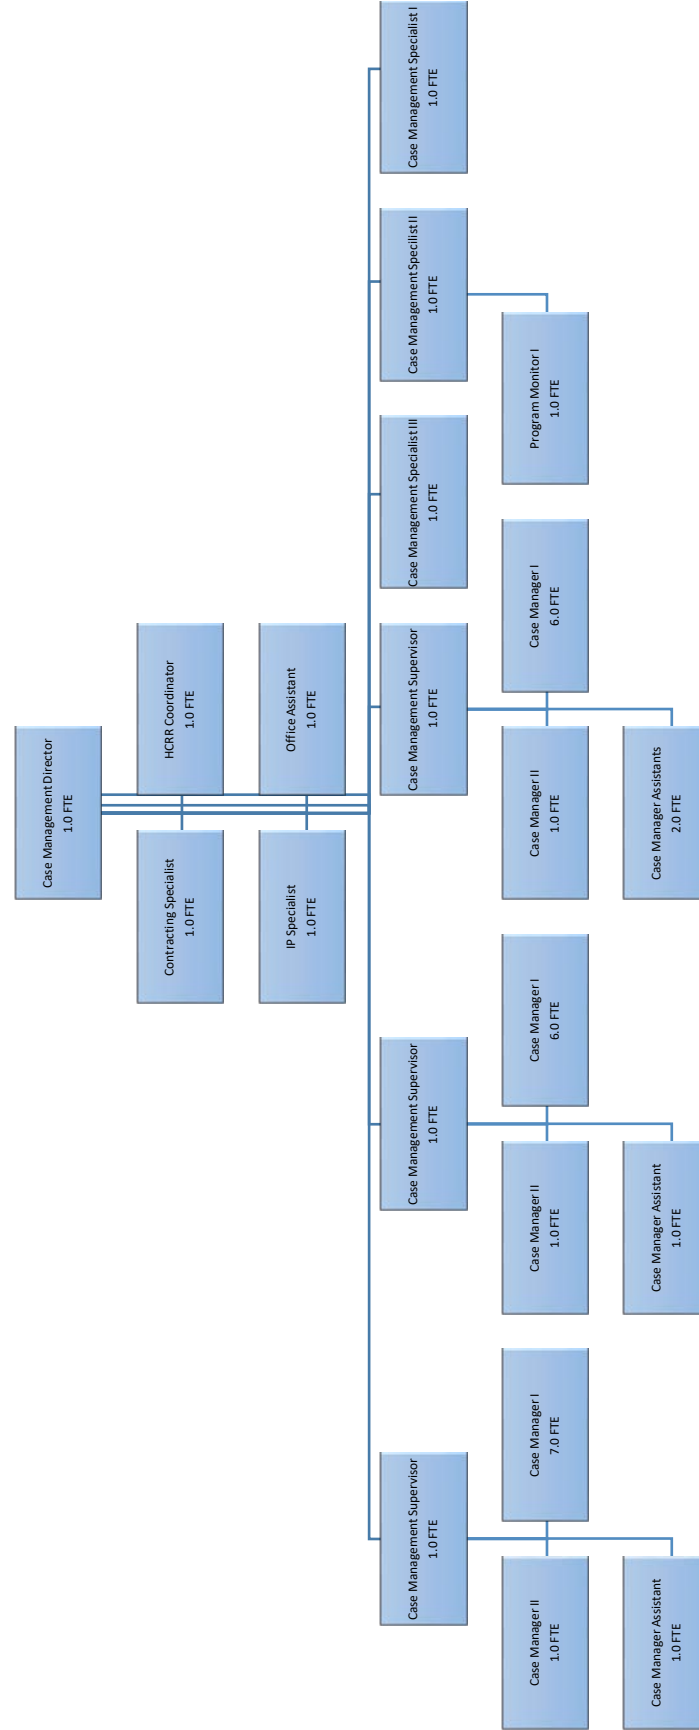 Case Management Director
1.0 FTE
Contracting Specialist
1.0 FTE
HCRR Coordinator
1.0 FTE
IP Specialist
1.0 FTE
Office Assistant
1.0 FTE
Case Management Supervisor
1.0 FTE
Case Management Supervisor
1.0 FTE
Case Management Supervisor
1.0 FTE
Case Management Specialist III
1.0 FTE
Case Management Specilist II
1.0 FTE
Case Management Specialist I
1.0 FTE
Case Manager II
1.0 FTE
Case Manager I
7.0 FTE
Case Manager II
1.0 FTE
Case Manager I
6.0 FTE
Case Manager II
1.0 FTE
Case Manager I
6.0 FTE
Program Monitor I
1.0 FTE
Case Manager Assistant
1.0 FTE
Case Manager Assistant
1.0 FTE
Case Manager Assistants
2.0 FTE